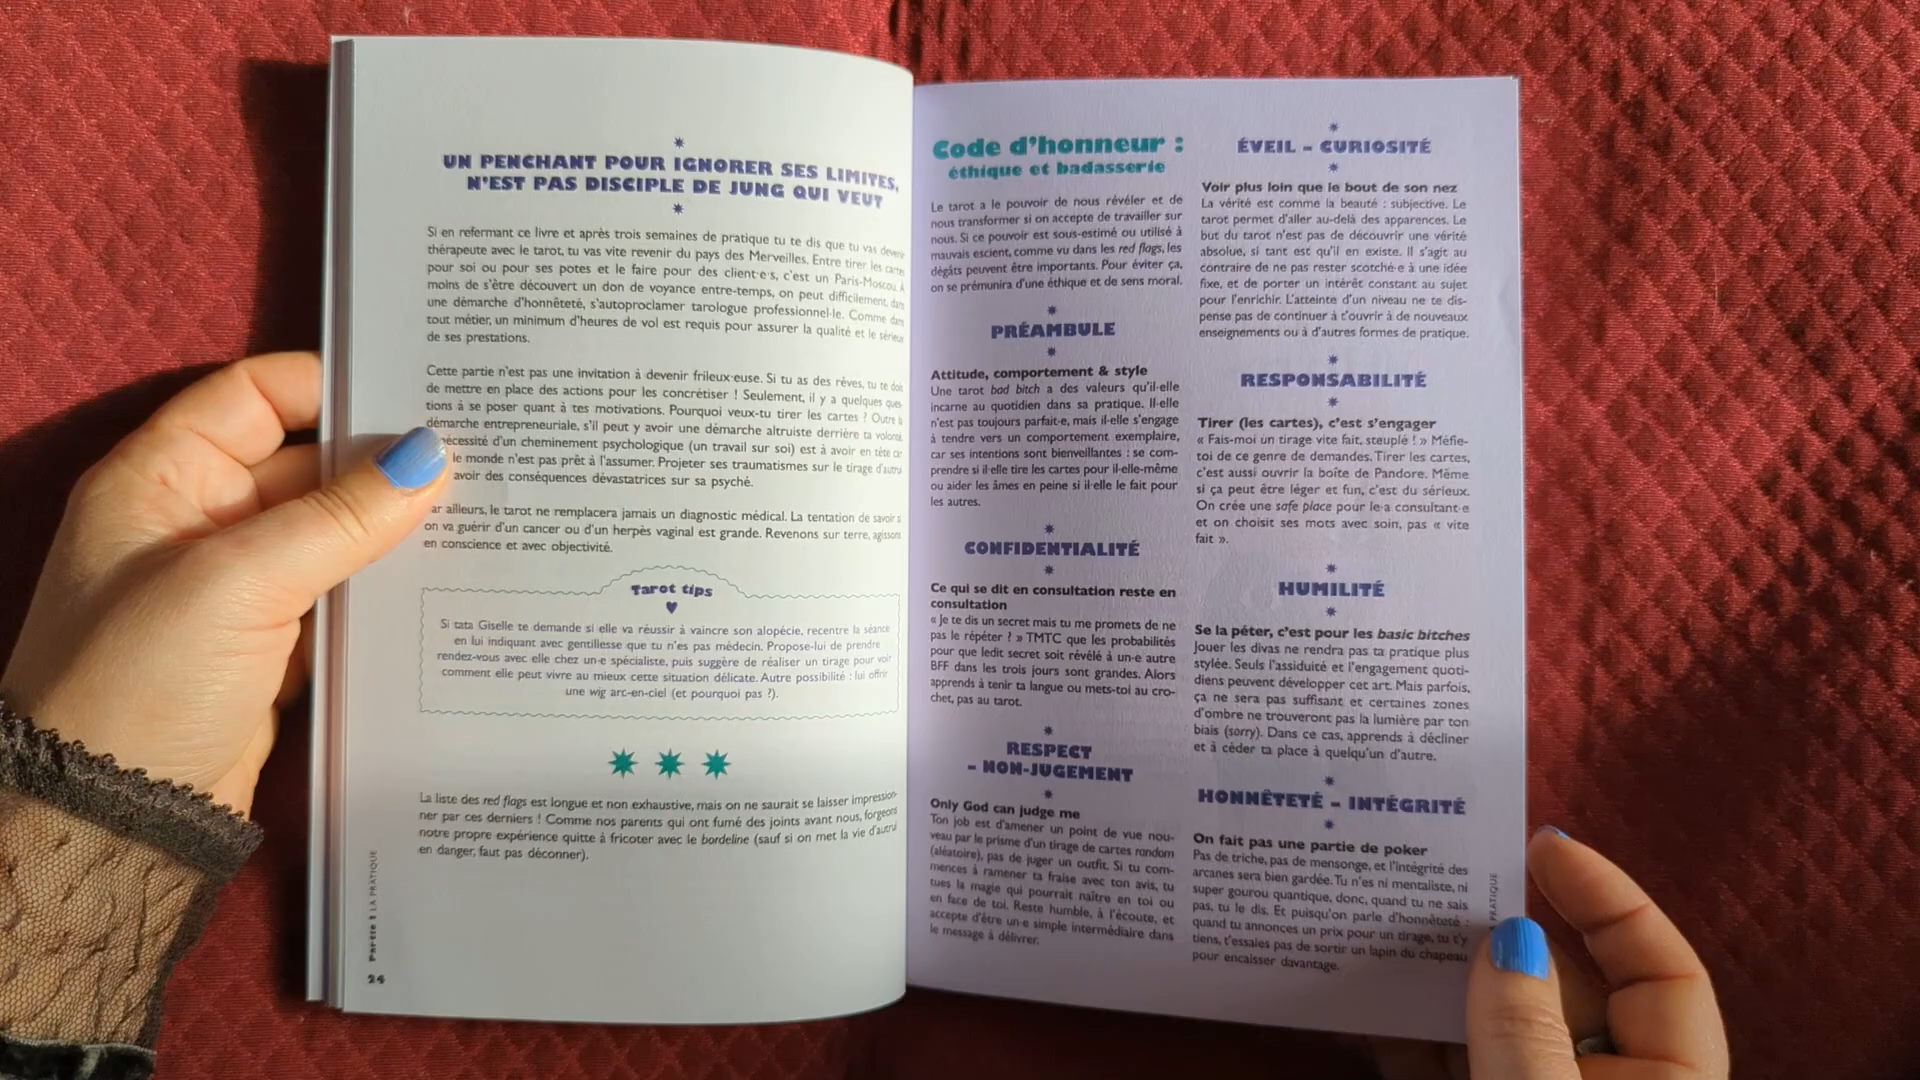 UN PENCHANT POUR IGNORER SES LIMITES,
N'EST PAS DISCIPLE DE JUNG QUI VEUT
Si en refermant ce livre et après trois semaines de pratique tu te dis que tu vas devenir
thérapeute avec le tarot, tu vas vite revenir du pays des Merveilles. Entre tirer les cartes
pour soi ou pour ses potes et le faire pour des client·e·s, c'est un Paris-Moscou. À
moins de s'être découvert un don de voyance entre-temps, on peut difficilement, dans
une démarche d'honnêteté, s'autoproclamer tarologue professionnel·le. Comme dans
tout métier, un minimum d'heures de vol est requis pour assurer la qualité et le sérieux
de ses prestations.
Cette partie n'est pas une invitation à devenir frileux·euse. Si tu as des rêves, tu te dois
de mettre en place des actions pour les concrétiser ! Seulement, il y a quelques ques-
tions à se poser quant à tes motivations. Pourquoi veux-tu tirer les cartes ? Outre la
démarche entrepreneuriale, s'il peut y avoir une démarche altruiste derrière ta volonté,
nécessité d'un cheminement psychologique (un travail sur soi) est à avoir en tête car
le monde n'est pas prêt à l'assumer. Projeter ses traumatismes sur le tirage d'autrui
avoir des conséquences dévastatrices sur sa psyché.
ar ailleurs, le tarot ne remplacera jamais un diagnostic médical. La tentation de savoir si
on va guérir d'un cancer ou d'un herpès vaginal est grande. Revenons sur terre, agissons
en conscience et avec objectivité.
Tarot tips
Si tata Giselle te demande si elle va réussir à vaincre son alopécie, recentre la séance
en lui indiquant avec gentillesse que tu n'es pas médecin. Propose-lui de prendre
rendez-vous avec elle chez un·e spécialiste, puis suggère de réaliser un tirage pour voir
comment elle peut vivre au mieux cette situation délicate. Autre possibilité : lui offrir
une wig arc-en-ciel (et pourquoi pas ?).
La liste des red flags est longue et non exhaustive, mais on ne saurait se laisser impression-
ner par ces derniers ! Comme nos parents qui ont fumé des joints avant nous, forgeons
notre propre expérience quitte à fricoter avec le bordeline (sauf si on met la vie d'autrui
en danger, faut pas déconner).
Partie 1 LA PRATIQUE
24
Code d'honneur :
éthique et badasserie
Le tarot a le pouvoir de nous révéler et de
nous transformer si on accepte de travailler sur
nous. Si ce pouvoir est sous-estimé ou utilisé à
mauvais escient, comme vu dans les red flags, les
dégâts peuvent être importants. Pour éviter ça,
on se prémunira d'une éthique et de sens moral.
PRÉAMBULE
Attitude, comportement & style
Une tarot bad bitch a des valeurs qu'il·elle
incarne au quotidien dans sa pratique. Il·elle
n'est pas toujours parfait·e, mais il·elle s'engage
à tendre vers un comportement exemplaire,
car ses intentions sont bienveillantes : se com-
prendre si il·elle tire les cartes pour il·elle-même
ou aider les âmes en peine si il·elle le fait pour
les autres.
CONFIDENTIALITÉ
Ce qui se dit en consultation reste en
consultation
« Je te dis un secret mais tu me promets de ne
pas le répéter ? » TMTC que les probabilités
pour que ledit secret soit révélé à un·e autre
BFF dans les trois jours sont grandes. Alors
apprends à tenir ta langue ou mets-toi au cro-
chet, pas au tarot.
RESPECT
– NON-JUGEMENT
Only God can judge me
Ton job est d'amener un point de vue nou-
veau par le prisme d'un tirage de cartes random
(aléatoire), pas de juger un outfit. Si tu com-
mences à ramener ta fraise avec ton avis, tu
tues la magie qui pourrait naître en toi ou
en face de toi. Reste humble, à l'écoute, et
accepte d'être un·e simple intermédiaire dans
le message à délivrer.
ÉVEIL – CURIOSITÉ
Voir plus loin que le bout de son nez
La vérité est comme la beauté : subjective. Le
tarot permet d'aller au-delà des apparences. Le
but du tarot n'est pas de découvrir une vérité
absolue, si tant est qu'il en existe. Il s'agit au
contraire de ne pas rester scotché·e à une idée
fixe, et de porter un intérêt constant au sujet
pour l'enrichir. L'atteinte d'un niveau ne te dis-
pense pas de continuer à t'ouvrir à de nouveaux
enseignements ou à d'autres formes de pratique.
RESPONSABILITÉ
Tirer (les cartes), c'est s'engager
« Fais-moi un tirage vite fait, steuplé ! » Méfie-
toi de ce genre de demandes. Tirer les cartes,
c'est aussi ouvrir la boîte de Pandore. Même
si ça peut être léger et fun, c'est du sérieux.
On crée une safe place pour le·a consultant·e
et on choisit ses mots avec soin, pas « vite
fait ».
HUMILITÉ
Se la péter, c'est pour les basic bitches
Jouer les divas ne rendra pas ta pratique plus
stylée. Seuls l'assiduité et l'engagement quoti-
diens peuvent développer cet art. Mais parfois,
ça ne sera pas suffisant et certaines zones
d'ombre ne trouveront pas la lumière par ton
biais (sorry). Dans ce cas, apprends à décliner
et à céder ta place à quelqu'un d'autre.
HONNÊTETÉ – INTÉGRITÉ
On fait pas une partie de poker
Pas de triche, pas de mensonge, et l'intégrité des
arcanes sera bien gardée. Tu n'es ni mentaliste, ni
super gourou quantique, donc, quand tu ne sais
pas, tu le dis. Et puisqu'on parle d'honnêteté :
quand tu annonces un prix pour un tirage, tu t'y
tiens, t'essaies pas de sortir un lapin du chapeau
pour encaisser davantage.
PRATIQUE